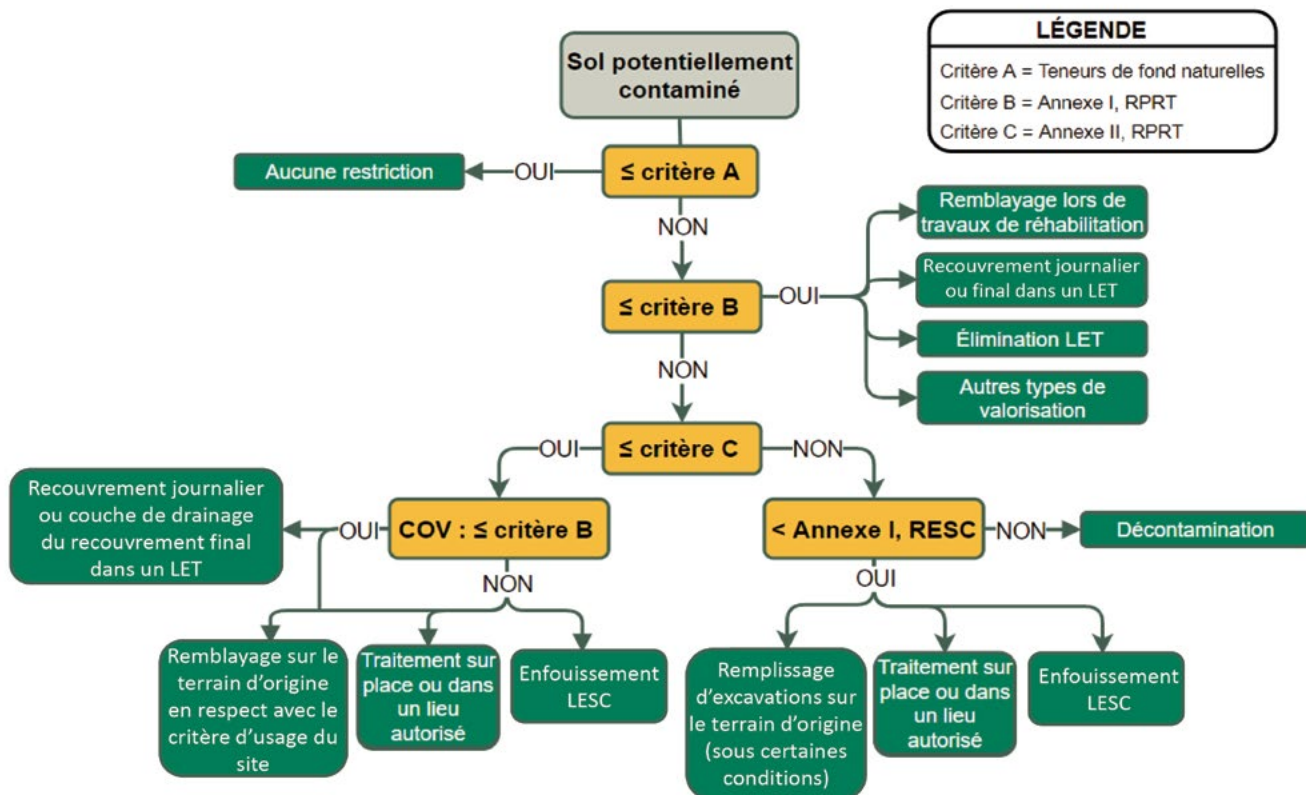 LÉGENDE
Critère A = Teneurs de fond naturelles
Critère B = Annexe I, RPRT
Critère C = Annexe II, RPRT
Sol potentiellement
contaminé
≤ critère A
OUI
Aucune restriction
NON
≤ critère B
OUI
Remblayage lors de
travaux de réhabilitation
Recouvrement journalier
ou final dans un LET
Élimination LET
Autres types de
valorisation
NON
≤ critère C
OUI
NON
COV : ≤ critère B
OUI
Recouvrement journalier
ou couche de drainage
du recouvrement final
dans un LET
NON
Remblayage sur le
terrain d'origine
en respect avec le
critère d'usage du
site
Traitement sur
place ou dans
un lieu
autorisé
Enfouissement
LESC
< Annexe I, RESC
NON
Décontamination
OUI
Remplissage
d'excavations sur
le terrain d'origine
(sous certaines
conditions)
Traitement sur
place ou dans
un lieu
autorisé
Enfouissement
LESC